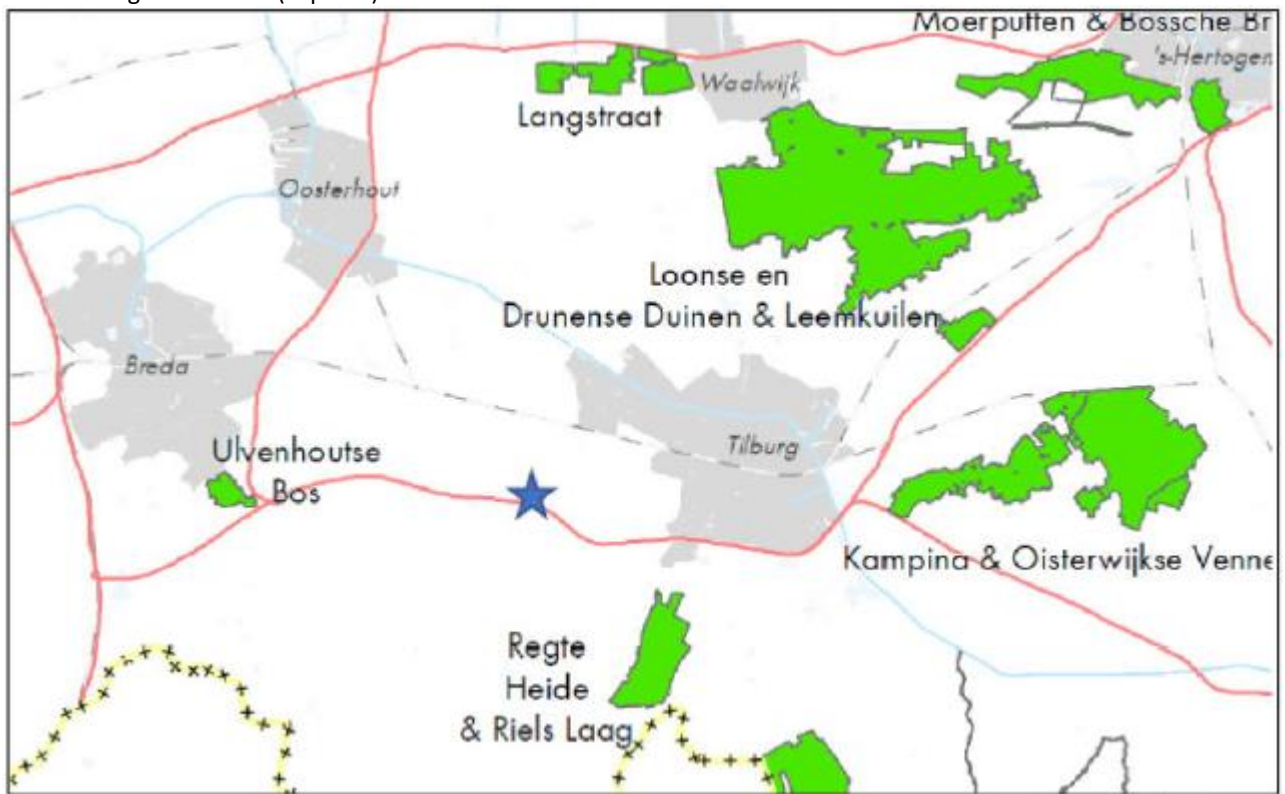 Moerputten & Bossche Br
's-Hertogen
Waalwijk
Langstraat
Oosterhout
Loonse en
Drunense Duinen & Leemkuilen
Breda
Tilburg
Ulvenhoutse
Bos
Kampina & Oisterwijkse Venne
Regte
Heide
& Riels Laag